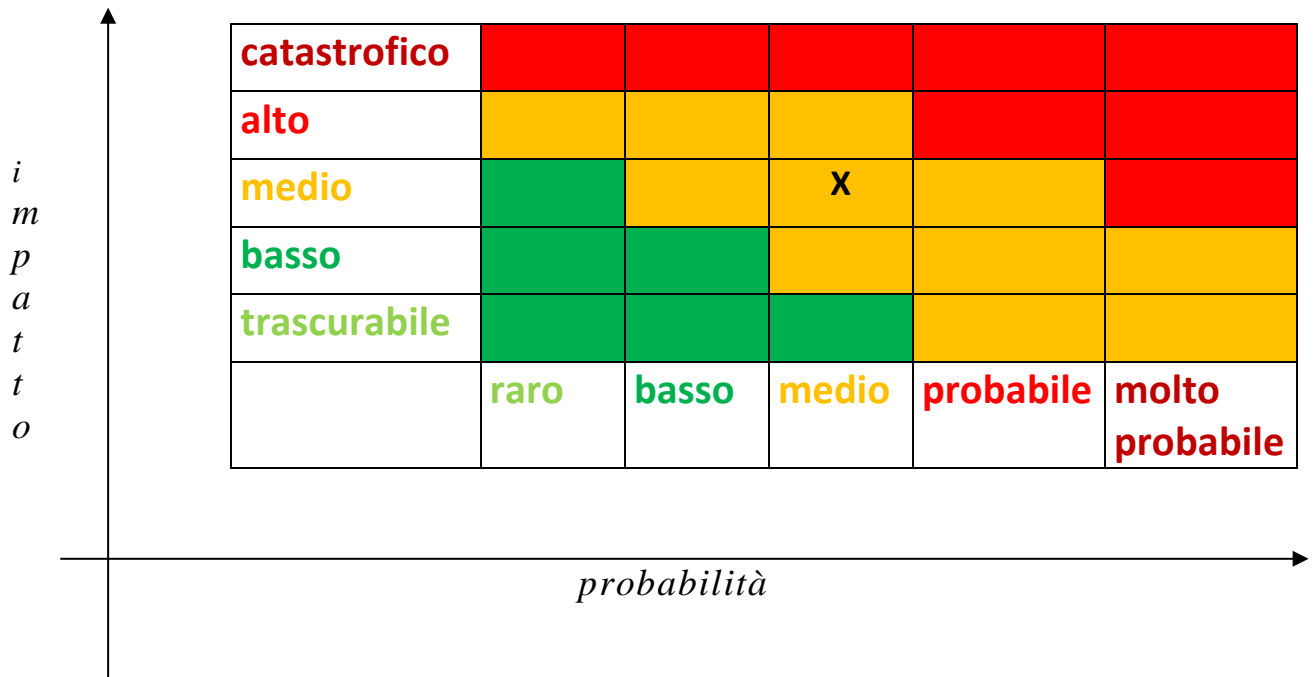 catastrofico
alto
i
m
p
a
t
t
o
medio X
basso
trascurabile
raro basso medio probabile molto
probabile
probabilità